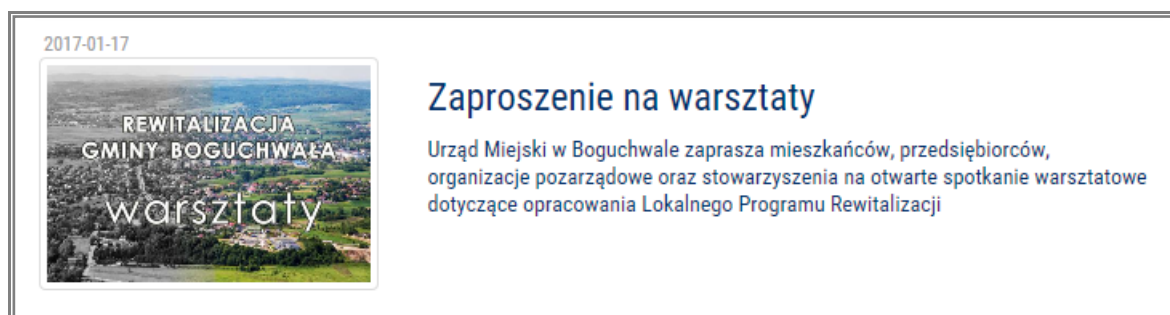 2017-01-17
REWITALIZACJA
GMINY BOGUCHWAŁA
warsztaty
Zaproszenie na warsztaty
Urząd Miejski w Boguchwale zaprasza mieszkańców, przedsiębiorców,
organizacje pozarządowe oraz stowarzyszenia na otwarte spotkanie warsztatowe
dotyczące opracowania Lokalnego Programu Rewitalizacji